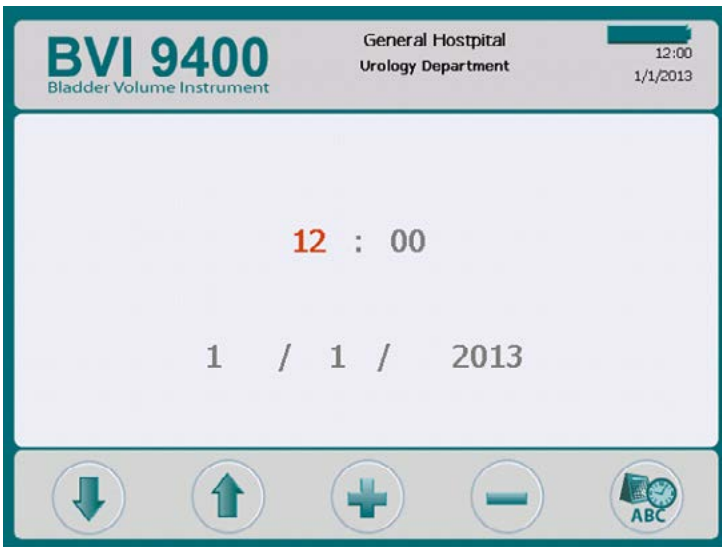 BVI 9400
Bladder Volume Instrument
General Hostpital
Urology Department
12:00
1/1/2013
12 : 00
1 / 1 / 2013
ABC